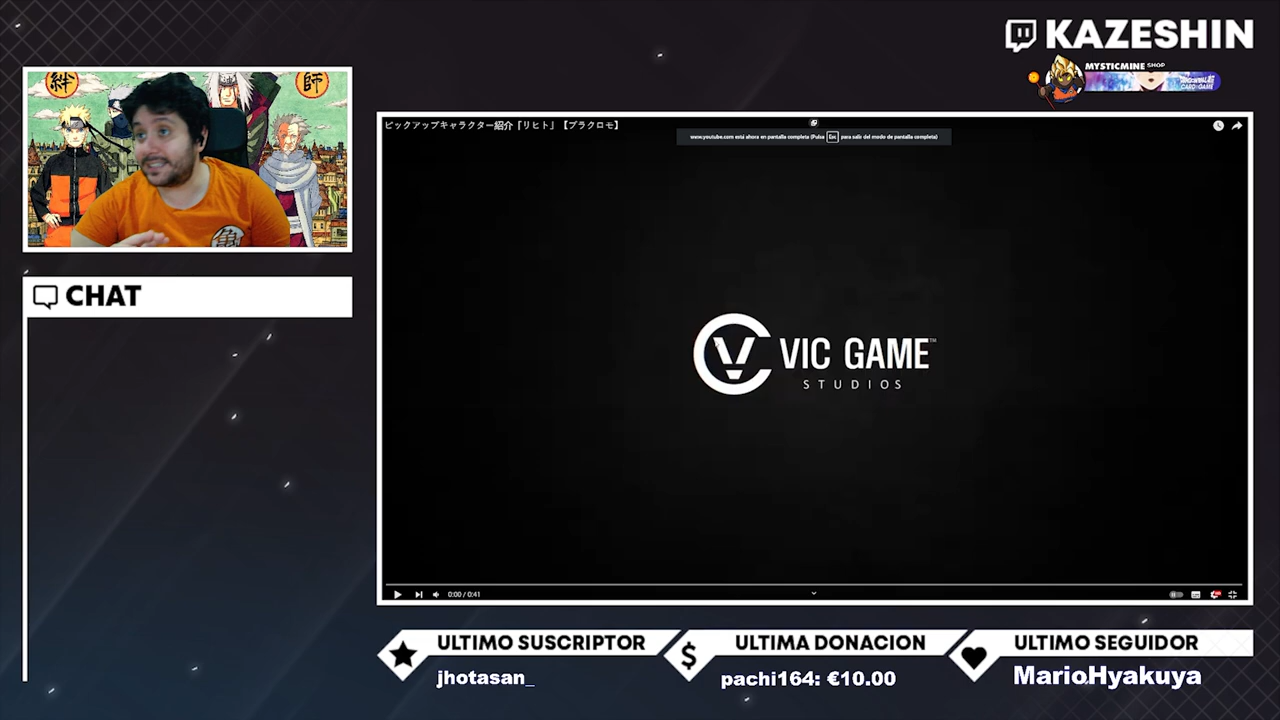 KAZESHIN
MYSTICMINE SHOP
絆
師
ピックアップキャラクター紹介「リヒト」【ブラクロモ】
www.youtube.com está ahora en pantalla completa (Pulsa Esc para salir del modo de pantalla completa)
CHAT
VIC GAME™
STUDIOS
0:00 / 0:41
ULTIMO SUSCRIPTOR
jhotasan_
ULTIMA DONACION
pachi164: €10.00
ULTIMO SEGUIDOR
MarioHyakuya